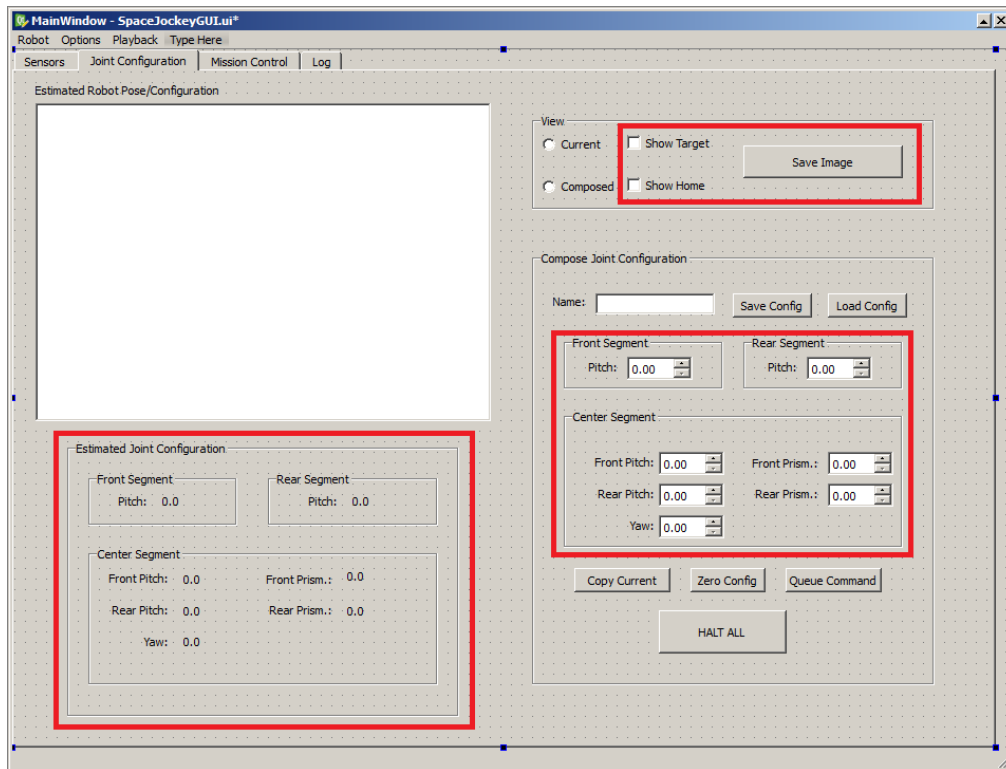 MainWindow - SpaceJockeyGUI.ui*
Robot Options Playback Type Here
Sensors Joint Configuration Mission Control Log
Estimated Robot Pose/Configuration
View
Current Show Target
Save Image
Composed Show Home
Compose Joint Configuration
Name: Save Config Load Config
Front Segment Rear Segment
Pitch: 0.00 Pitch: 0.00
Center Segment
Front Pitch: 0.00 Front Prism.: 0.00
Rear Pitch: 0.00 Rear Prism.: 0.00
Yaw: 0.00
Copy Current Zero Config Queue Command
HALT ALL
Estimated Joint Configuration
Front Segment Rear Segment
Pitch: 0.0 Pitch: 0.0
Center Segment
Front Pitch: 0.0 Front Prism.: 0.0
Rear Pitch: 0.0 Rear Prism.: 0.0
Yaw: 0.0